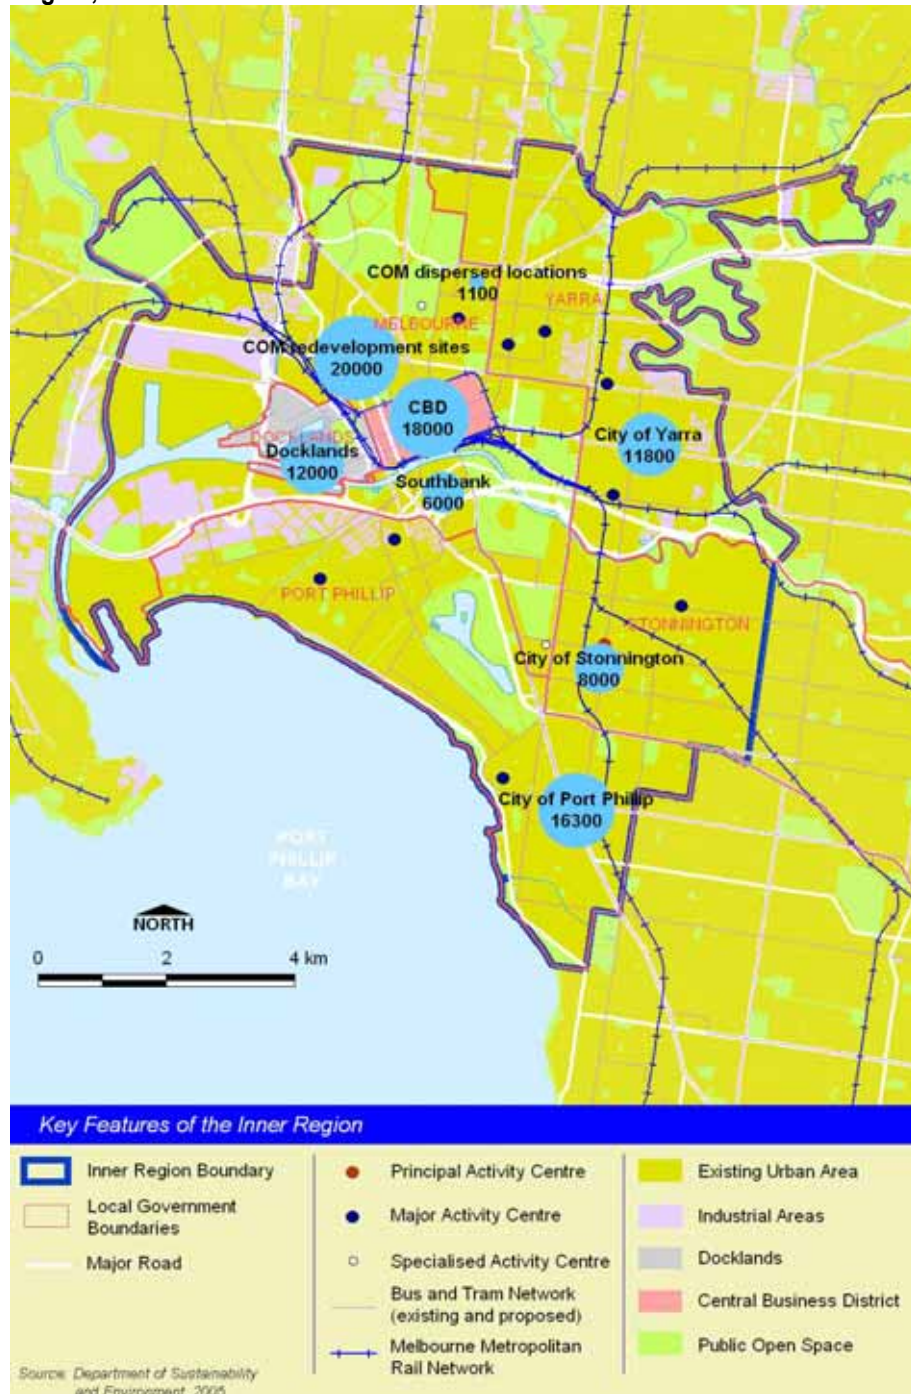 COM dispersed locations
1100
YARRA
MELBOURNE
COM redevelopment sites
20000
CBD
18000
City of Yarra
11800
DOCKLANDS
Docklands
12000
Southbank
6000
PORT PHILLIP
STONNINGTON
City of Stonnington
8000
City of Port Phillip
16300
PORT
PHILLIP
BAY
NORTH
0 2 4 km
Key Features of the Inner Region
Inner Region Boundary
Local Government
Boundaries
Major Road
Principal Activity Centre
Major Activity Centre
Specialised Activity Centre
Bus and Tram Network
(existing and proposed)
Melbourne Metropolitan
Rail Network
Existing Urban Area
Industrial Areas
Docklands
Central Business District
Public Open Space
Source: Department of Sustainability
and Environment, 2005